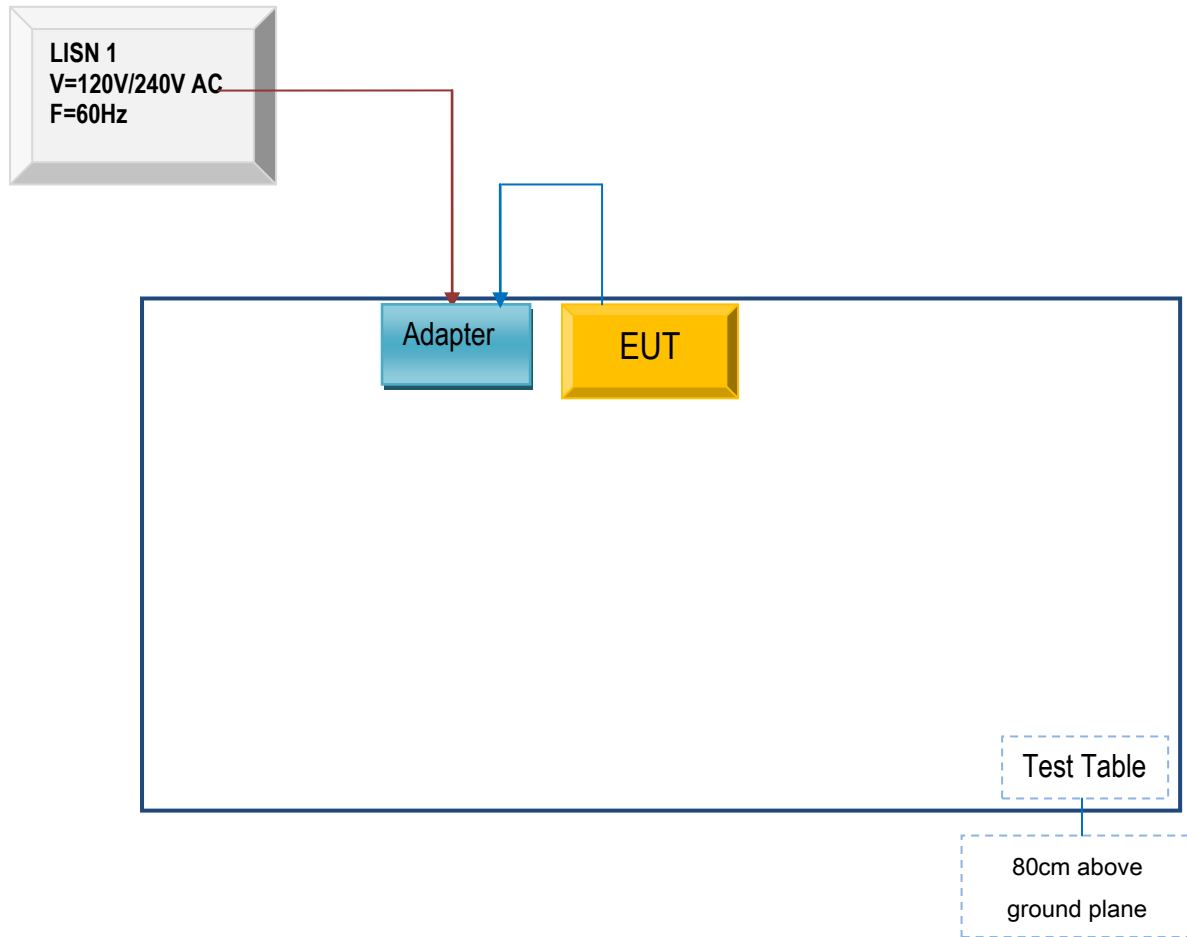 LISN 1
V=120V/240V AC
F=60Hz
Adapter
EUT
Test Table
80cm above
ground plane